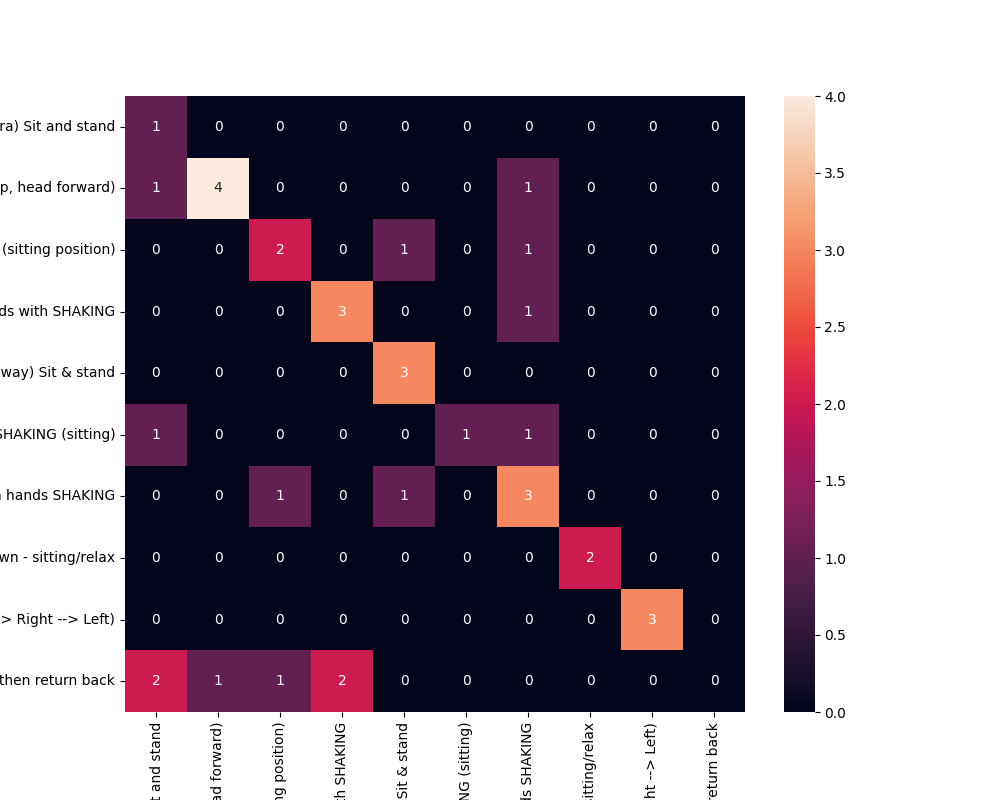 4.0
ra) Sit and stand 1 0 0 0 0 0 0 0 0 0
3.5
p, head forward) 1 4 0 0 0 0 1 0 0 0
3.0
(sitting position) 0 0 2 0 1 0 1 0 0 0
ds with SHAKING 0 0 0 3 0 0 1 0 0 0
2.5
way) Sit & stand 0 0 0 0 3 0 0 0 0 0
2.0
SHAKING (sitting) 1 0 0 0 0 1 1 0 0 0
1.5
hands SHAKING 0 0 1 0 1 0 3 0 0 0
1.0
wn - sitting/relax 0 0 0 0 0 0 0 2 0 0
> Right --> Left) 0 0 0 0 0 0 0 0 3 0
0.5
then return back 2 1 1 2 0 0 0 0 0 0
0.0
t and stand
ad forward)
ng position)
th SHAKING
Sit & stand
NG (sitting)
ds SHAKING
sitting/relax
ht --> Left)
return back